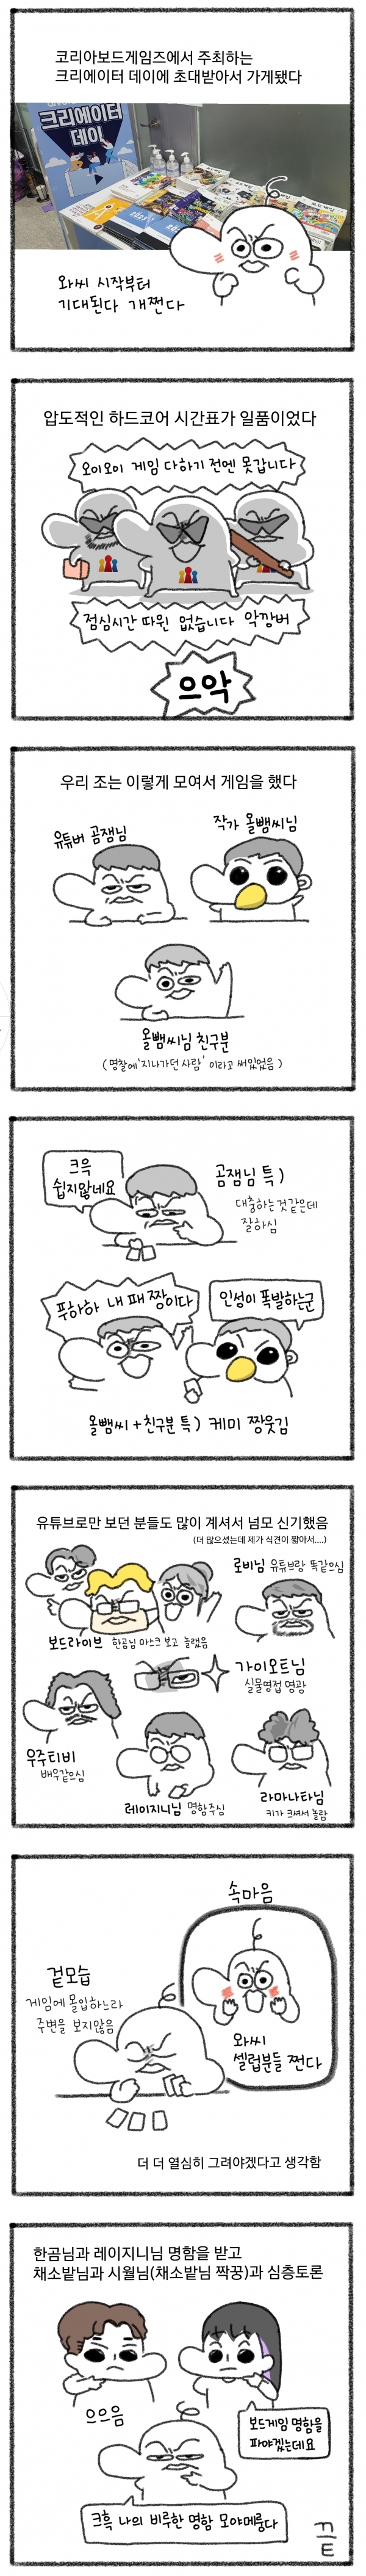 코리아보드게임즈에서 주최하는
크리에이터 데이에 초대받아서 가게됐다
크리에이터
데이
와씨 시작부터
기대된다 개쩐다
압도적인 하드코어 시간표가 일품이었다
오이오이 게임 다하기 전엔 못갑니다
점심시간 따윈 없습니다 악깡버
으악
우리 조는 이렇게 모여서 게임을 했다
유튜버 곰잼님
작가 올빼미씨님
올뺌씨님 친구분
(명찰에 '지나가던 사람' 이라고 써있었음)
크윽
쉽지않네요
곰잼님 특)
대충하는것같은데
잘하심
푸하하 내 패 짱이다
인성이 폭발하는군
올뺌씨+친구분 특) 케미 짱웃김
유튜브로만 보던 분들도 많이 계셔서 넘모 신기했음
(더 많으셨는데 제가 식견이 짧아서....)
로비님 유튜브랑 똑같으심
보드라이브 한곰님 마스크 보고 놀랬음
가이오트님
실물영접 영광
우주티비
배우같으심
레이지니님 명함주심
라마나타님
키가 크셔서 놀람
속마음
겉모습
게임에 몰입하느라
주변을 보지않음
와씨
셀럽분들 쩐다
더 더 열심히 그려야겠다고 생각함
한곰님과 레이지니님 명함을 받고
채소밭님과 시월님(채소밭님 짝꿍)과 심층토론
으으음
보드게임 명함을
파야겠는데요
크흑 나의 비루한 명함 모야메룽다
끄트